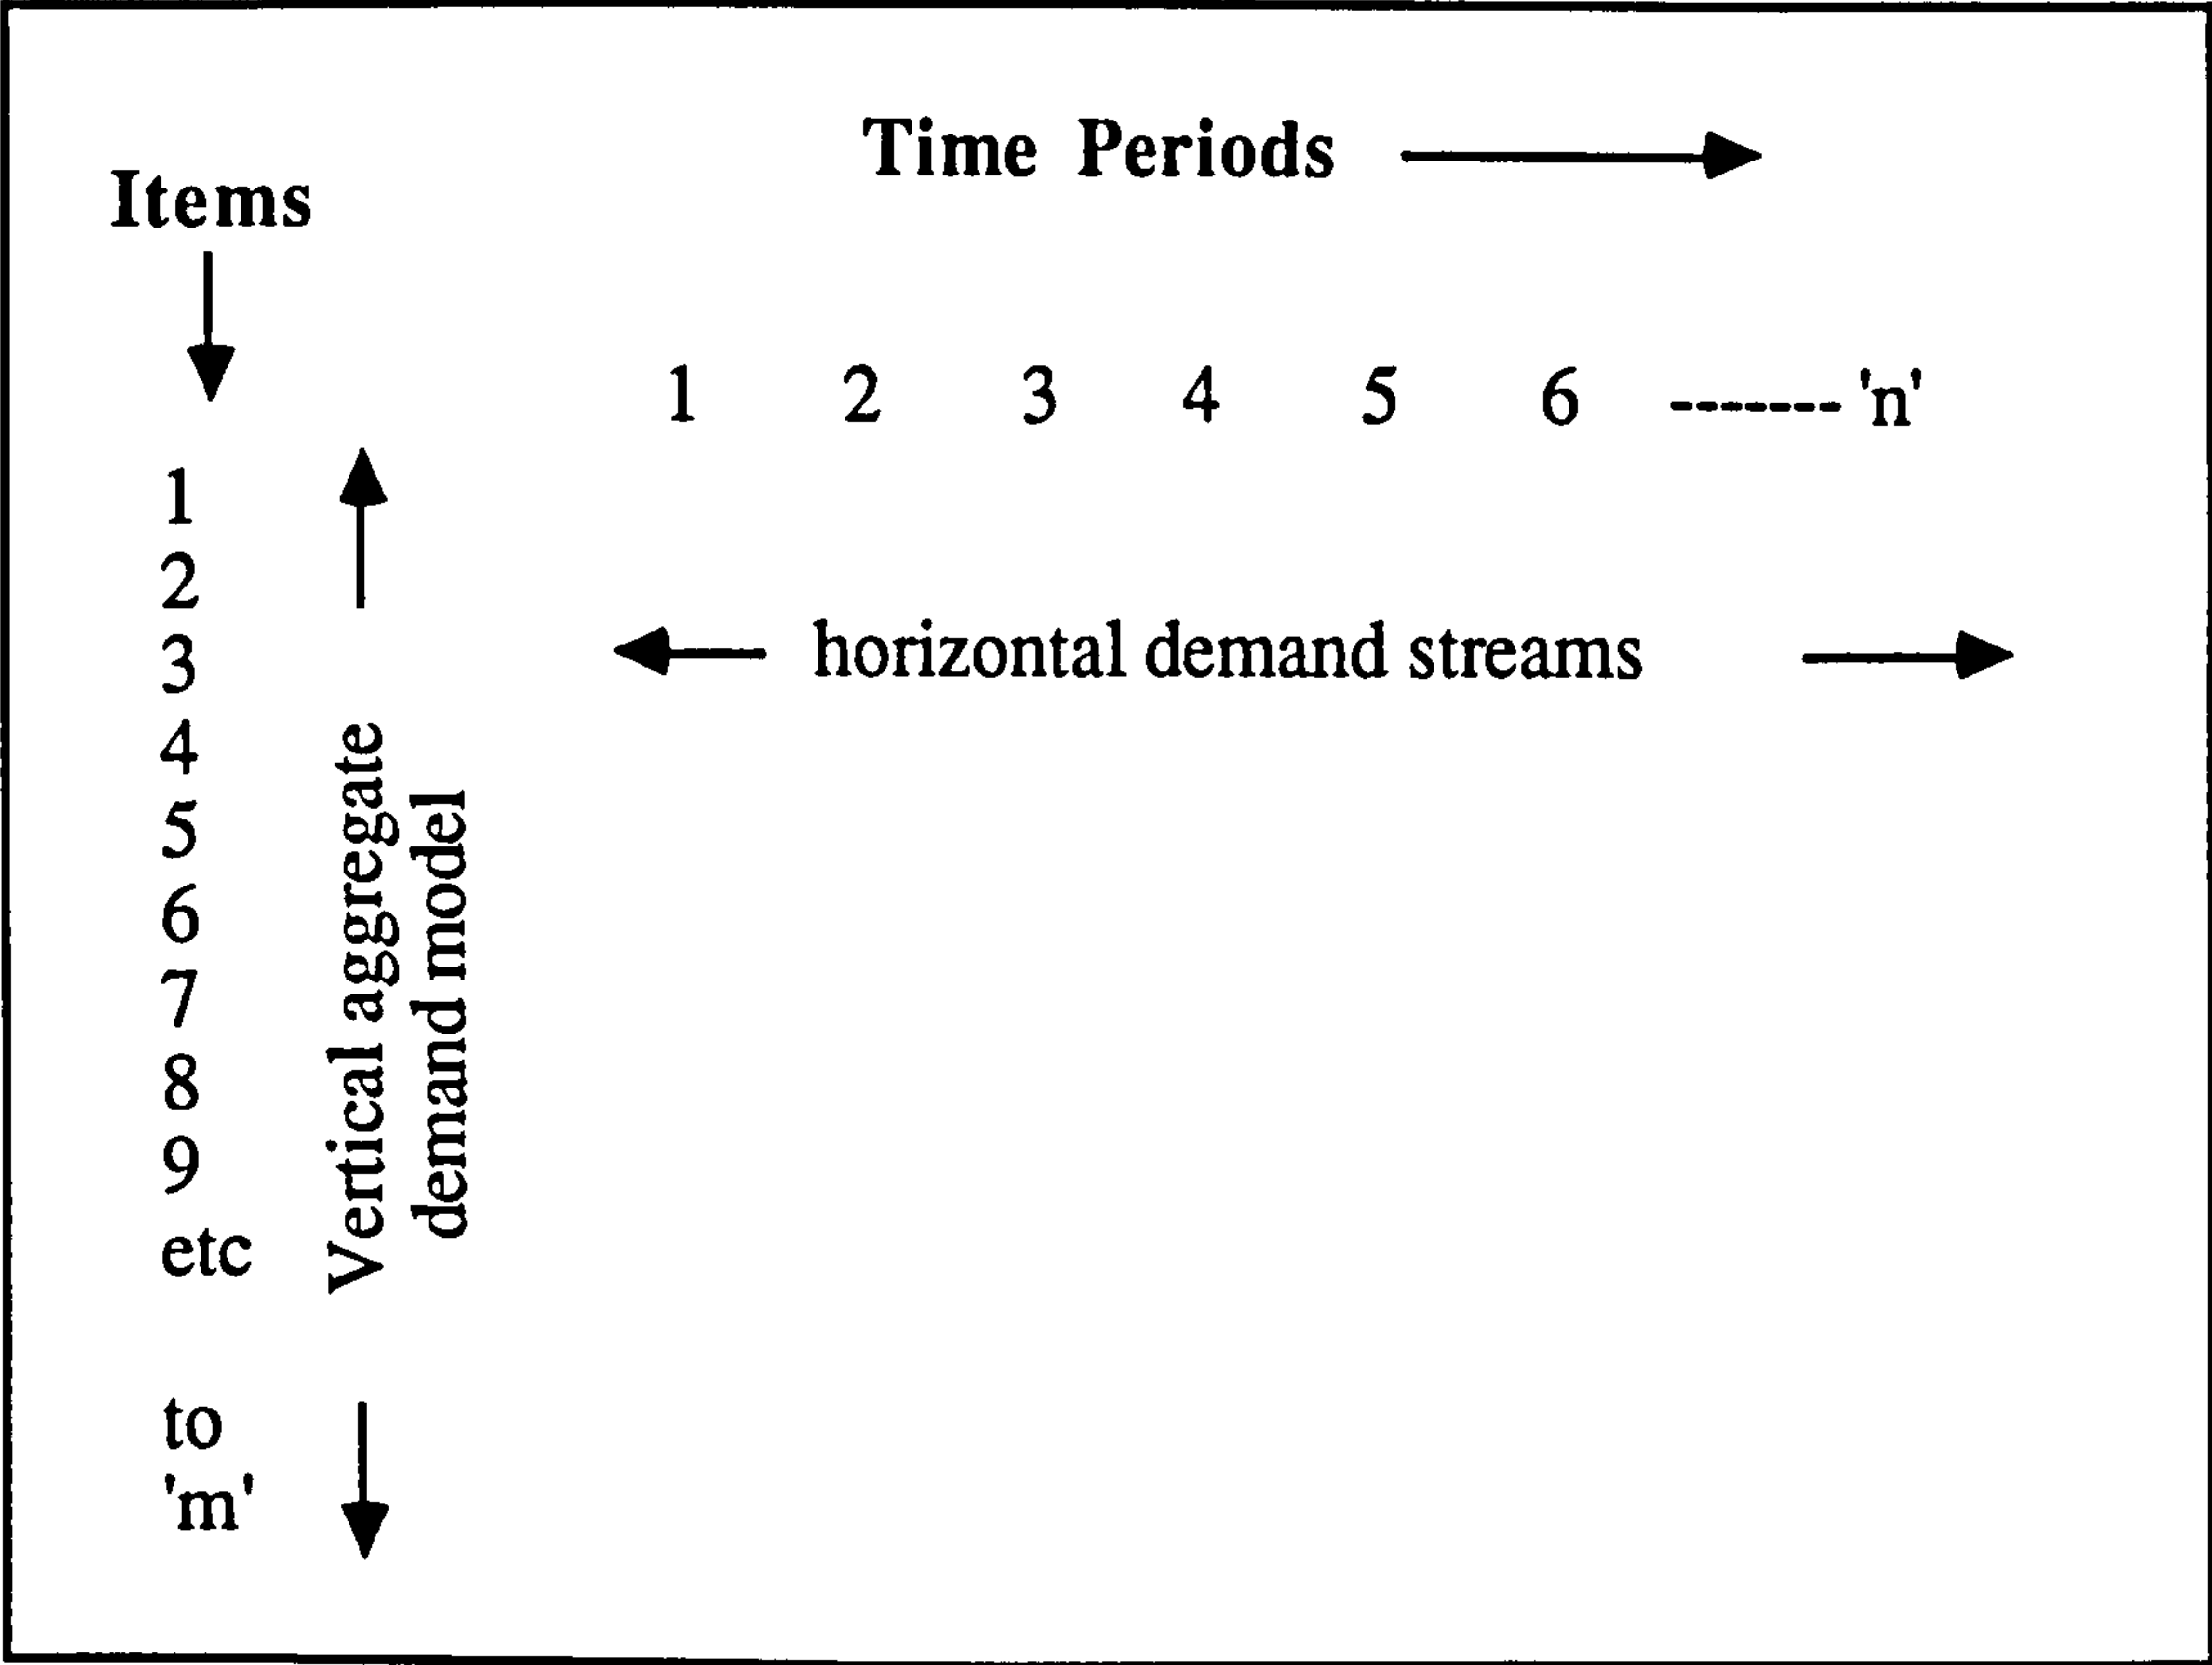 Time Periods
Items
1 2 3 4 5 6 ------- 'n'
1
2
3
4
5
6
7
8
9
etc
to
'm'
horizontal demand streams
Vertical aggregate
demand model